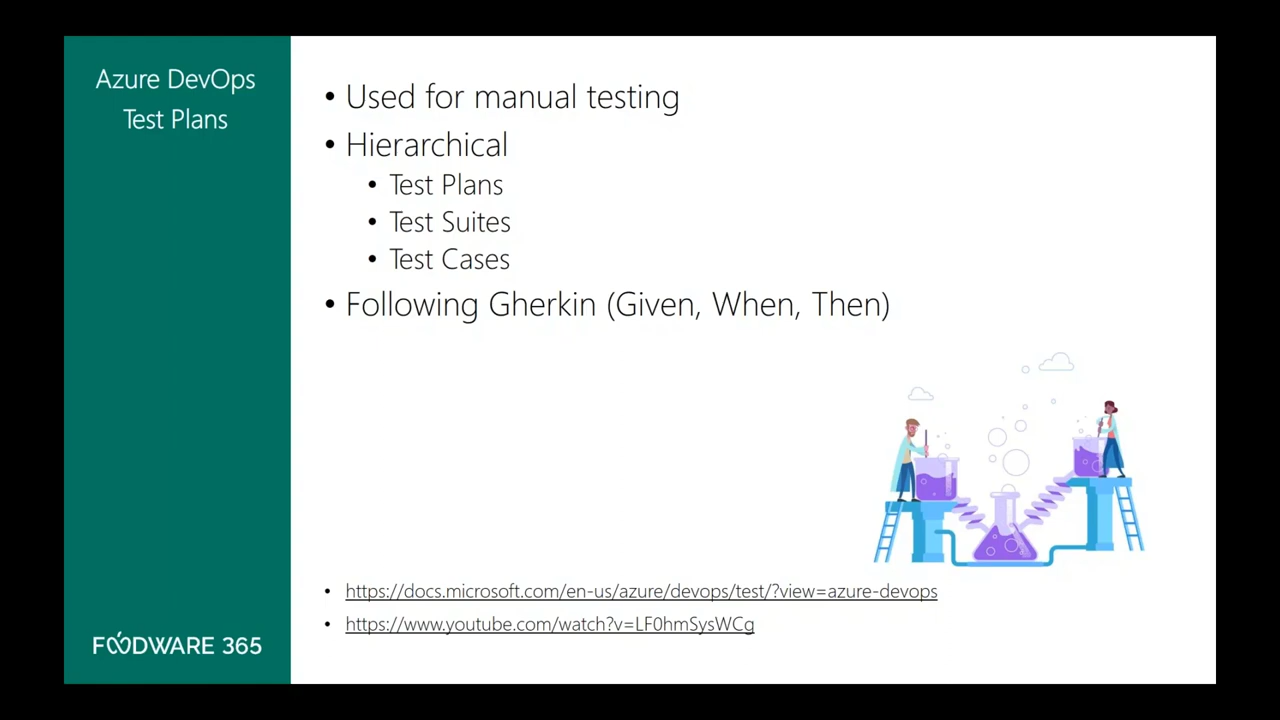 Azure DevOps
Test Plans
• Used for manual testing
• Hierarchical
• Test Plans
• Test Suites
• Test Cases
• Following Gherkin (Given, When, Then)
• https://docs.microsoft.com/en-us/azure/devops/test/?view=azure-devops
• https://www.youtube.com/watch?v=LF0hmSysWCg
FOODWARE 365